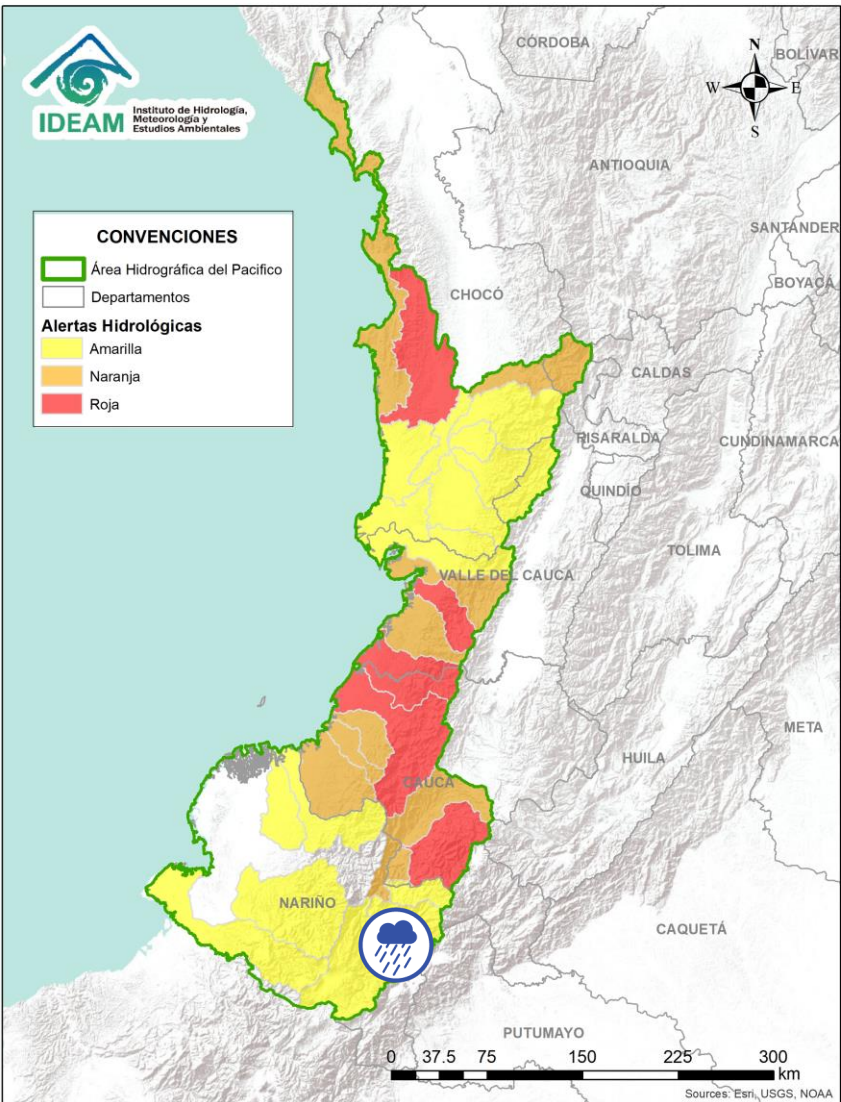 IDEAM
Instituto de Hidrología,
Meteorología y
Estudios Ambientales
N
W
E
S
CONVENCIONES
Área Hidrográfica del Pacifico
Departamentos
Alertas Hidrológicas
Amarilla
Naranja
Roja
CÓRDOBA
BOLÍVAR
ANTIOQUIA
SANTANDER
BOYACÁ
CHOCÓ
CALDAS
RISARALDA
CUNDINAMARCA
QUINDÍO
TOLIMA
VALLE DEL CAUCA
META
HUILA
CAUCA
NARIÑO
CAQUETÁ
PUTUMAYO
0 37.5 75 150 225 300
km
Sources: Esri, USGS, NOAA